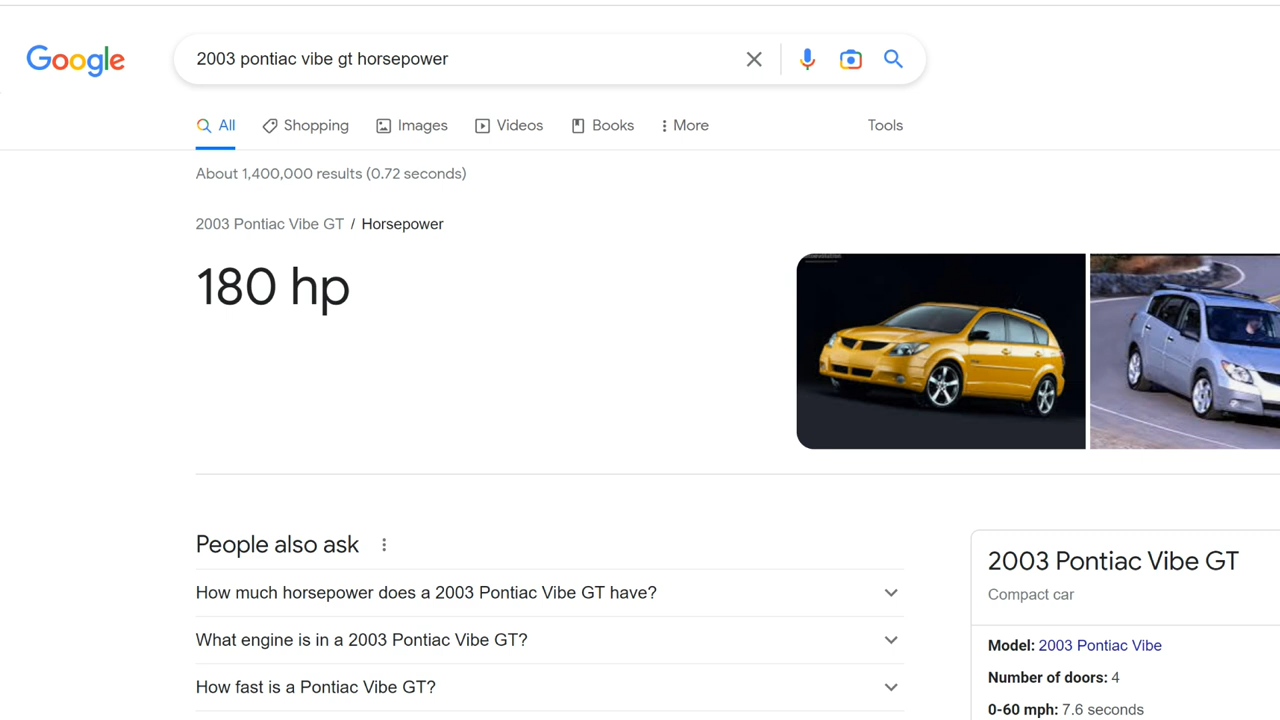 Google
2003 pontiac vibe gt horsepower
All Shopping Images Videos Books More Tools
About 1,400,000 results (0.72 seconds)
2003 Pontiac Vibe GT / Horsepower
180 hp
People also ask
How much horsepower does a 2003 Pontiac Vibe GT have?
What engine is in a 2003 Pontiac Vibe GT?
How fast is a Pontiac Vibe GT?
2003 Pontiac Vibe GT
Compact car
Model: 2003 Pontiac Vibe
Number of doors: 4
0-60 mph: 7.6 seconds